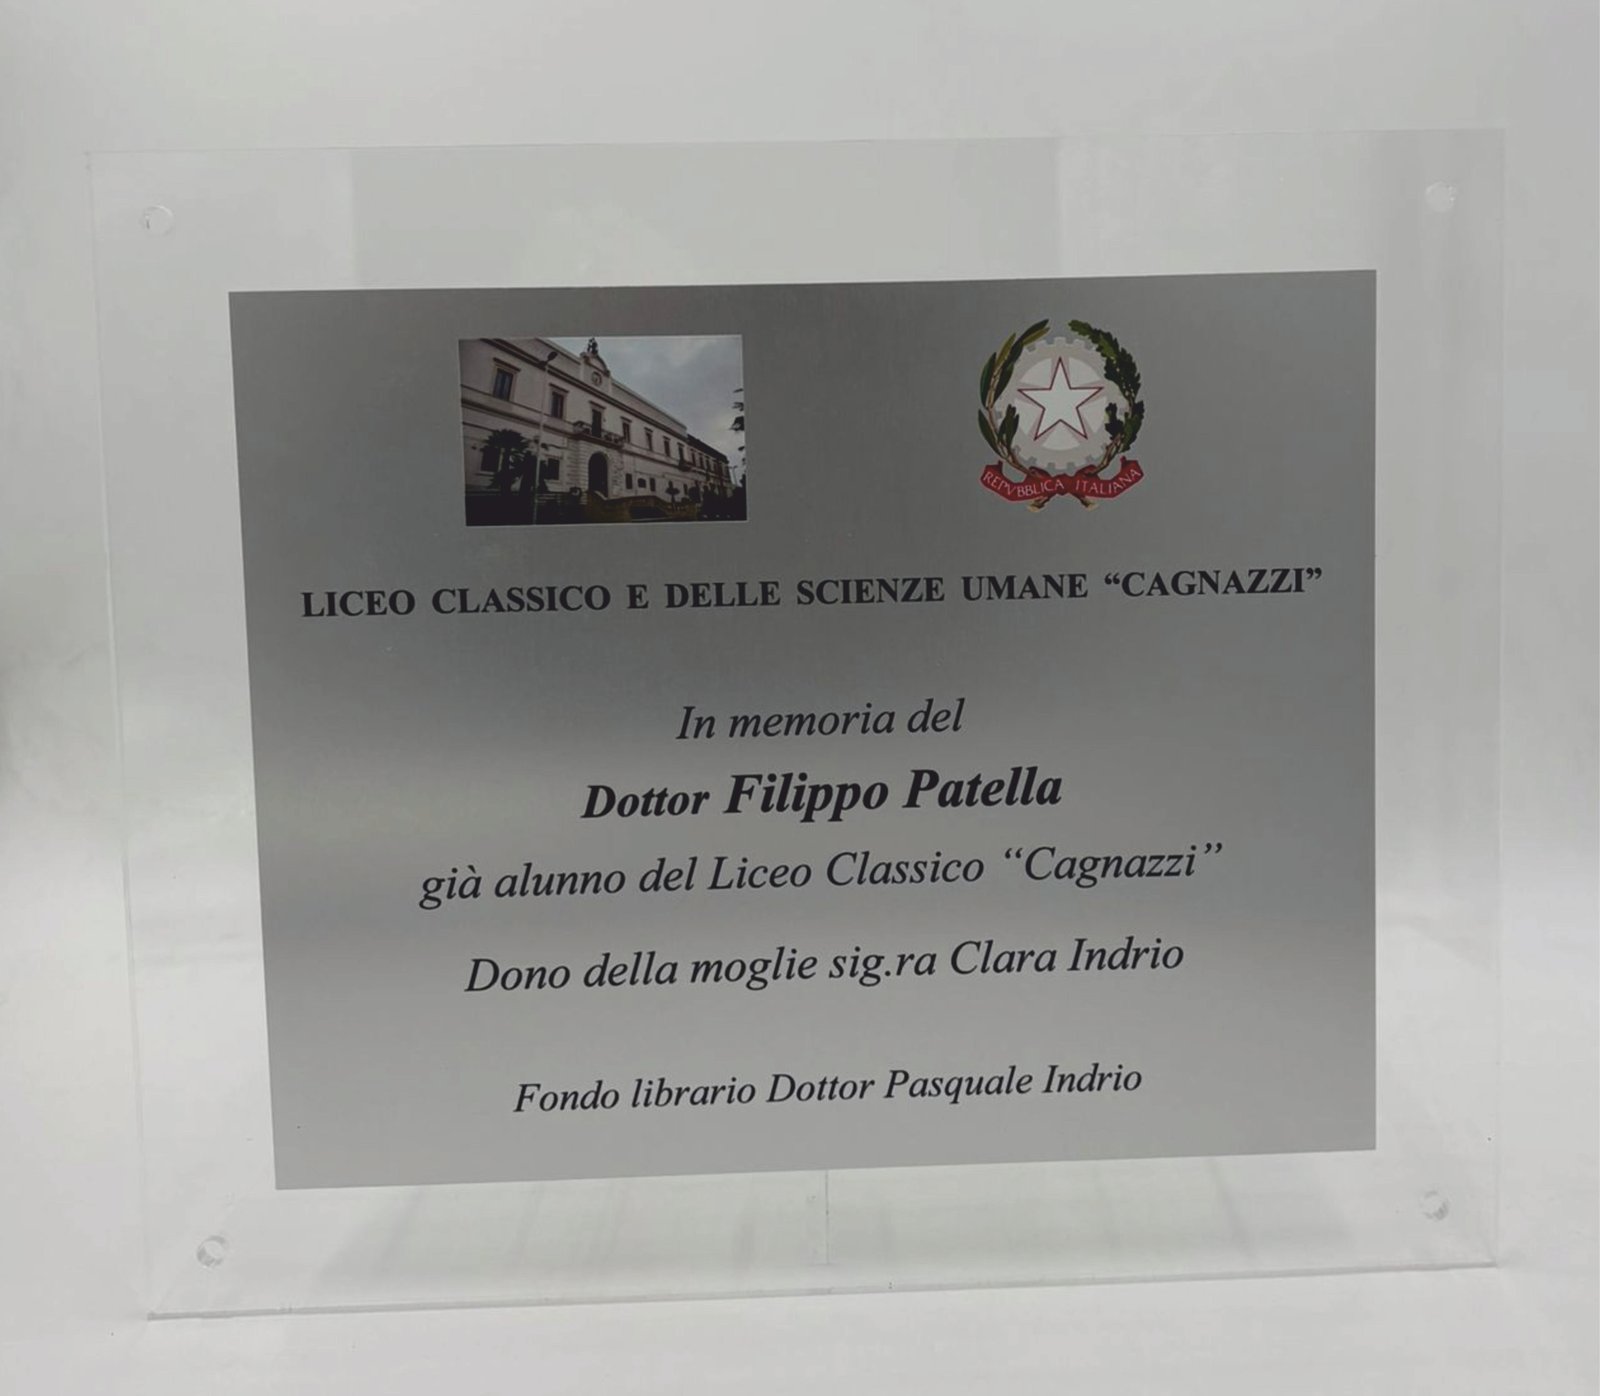 REPVBBLICA ITALIANA
LICEO CLASSICO E DELLE SCIENZE UMANE “CAGNAZZI”
In memoria del
Dottor Filippo Patella
già alunno del Liceo Classico “Cagnazzi”
Dono della moglie sig.ra Clara Indrio
Fondo librario Dottor Pasquale Indrio